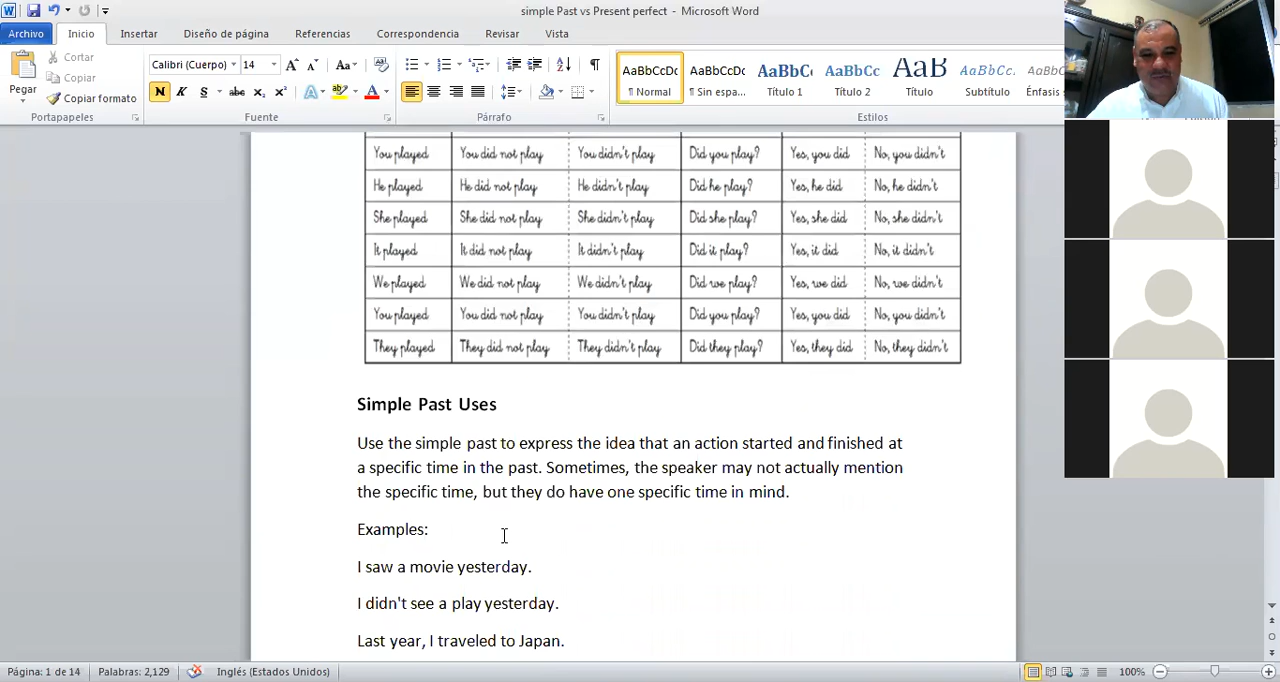 simple Past vs Present perfect - Microsoft Word
Archivo Inicio Insertar Diseño de página Referencias Correspondencia Revisar Vista
Pegar
Cortar
Copiar
Copiar formato
Portapapeles
Calibri (Cuerpo) 14
N K S abc x₂ x²
Aa
Fuente
Párrafo
AaBbCcDc AaBbCcDc AaBbC AaBbCc AaB AaBbCc. AaBbCc
¶ Normal ¶ Sin espa... Título 1 Título 2 Título Subtítulo Énfasis
Estilos
You played You did not play You didn't play Did you play? Yes, you did No, you didn't
He played He did not play He didn't play Did he play? Yes, he did No, he didn't
She played She did not play She didn't play Did she play? Yes, she did No, she didn't
It played It did not play It didn't play Did it play? Yes, it did No, it didn't
We played We did not play We didn't play Did we play? Yes, we did No, we didn't
You played You did not play You didn't play Did you play? Yes, you did No, you didn't
They played They did not play They didn't play Did they play? Yes, they did No, they didn't
Simple Past Uses
Use the simple past to express the idea that an action started and finished at
a specific time in the past. Sometimes, the speaker may not actually mention
the specific time, but they do have one specific time in mind.
Examples:
I saw a movie yesterday.
I didn't see a play yesterday.
Last year, I traveled to Japan.
Página: 1 de 14 Palabras: 2,129 Inglés (Estados Unidos) 100%